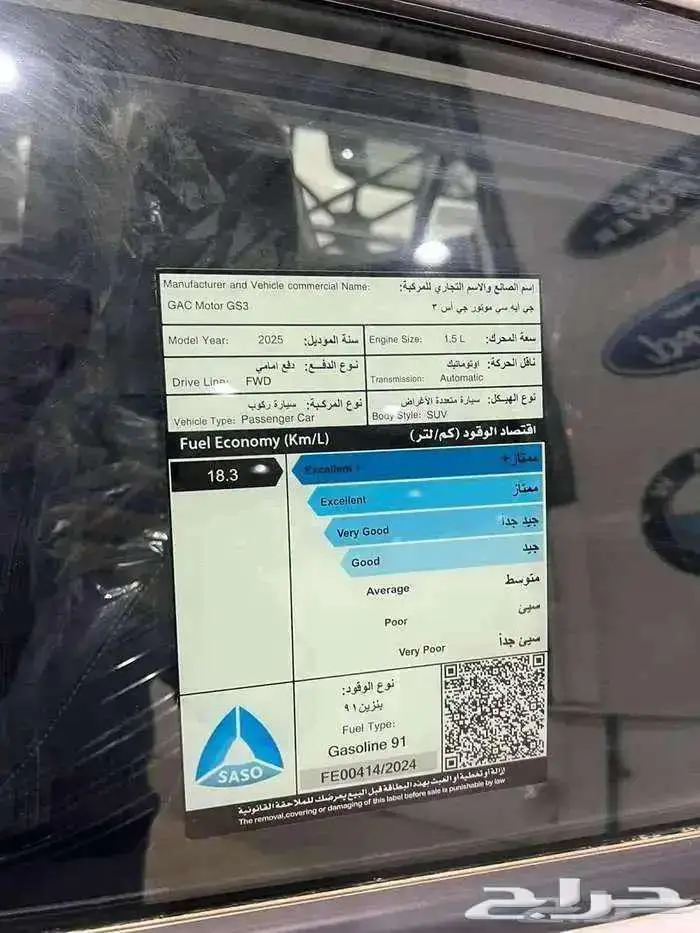 Manufacturer and Vehicle commercial Name: إسم الصانع والاسم التجاري للمركبة:
GAC Motor GS3 جي أيه سي موتور جي أس ٣
Model Year: 2025 سنة الموديل:
Engine Size: 1.5 L سعة المحرك:
نوع الدفع: دفع امامي
Drive Line: FWD
ناقل الحركة: اوتوماتيك
Transmission: Automatic
نوع المركبة: سيارة ركوب
Vehicle Type: Passenger Car
نوع الهيكل: سيارة متعددة الأغراض
Body Style: SUV
Fuel Economy (Km/L) اقتصاد الوقود (كم/لتر)
18.3
Excellent + ممتاز+
Excellent ممتاز
Very Good جيد جداً
Good جيد
Average متوسط
Poor سيئ
Very Poor سيئ جداً
نوع الوقود:
بنزين ٩١
Fuel Type:
Gasoline 91
FE00414/2024
SASO
إزالة أو تغطية أو العبث بهذه البطاقة قبل البيع يعرضك للملاحقة القانونية
The removal,covering or damaging of this label before sale is punishable by law
حراج